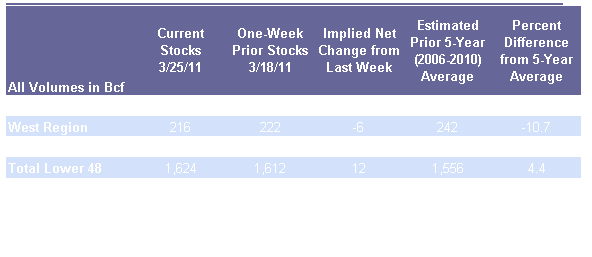 All Volumes in Bcf
Current
Stocks
3/25/11
One-Week
Prior Stocks
3/18/11
Implied Net
Change from
Last Week
Estimated
Prior 5-Year
(2006-2010)
Average
Percent
Difference
from 5-Year
Average
West Region 216 222 -6 242 -10.7
Total Lower 48 1,624 1,612 12 1,556 4.4